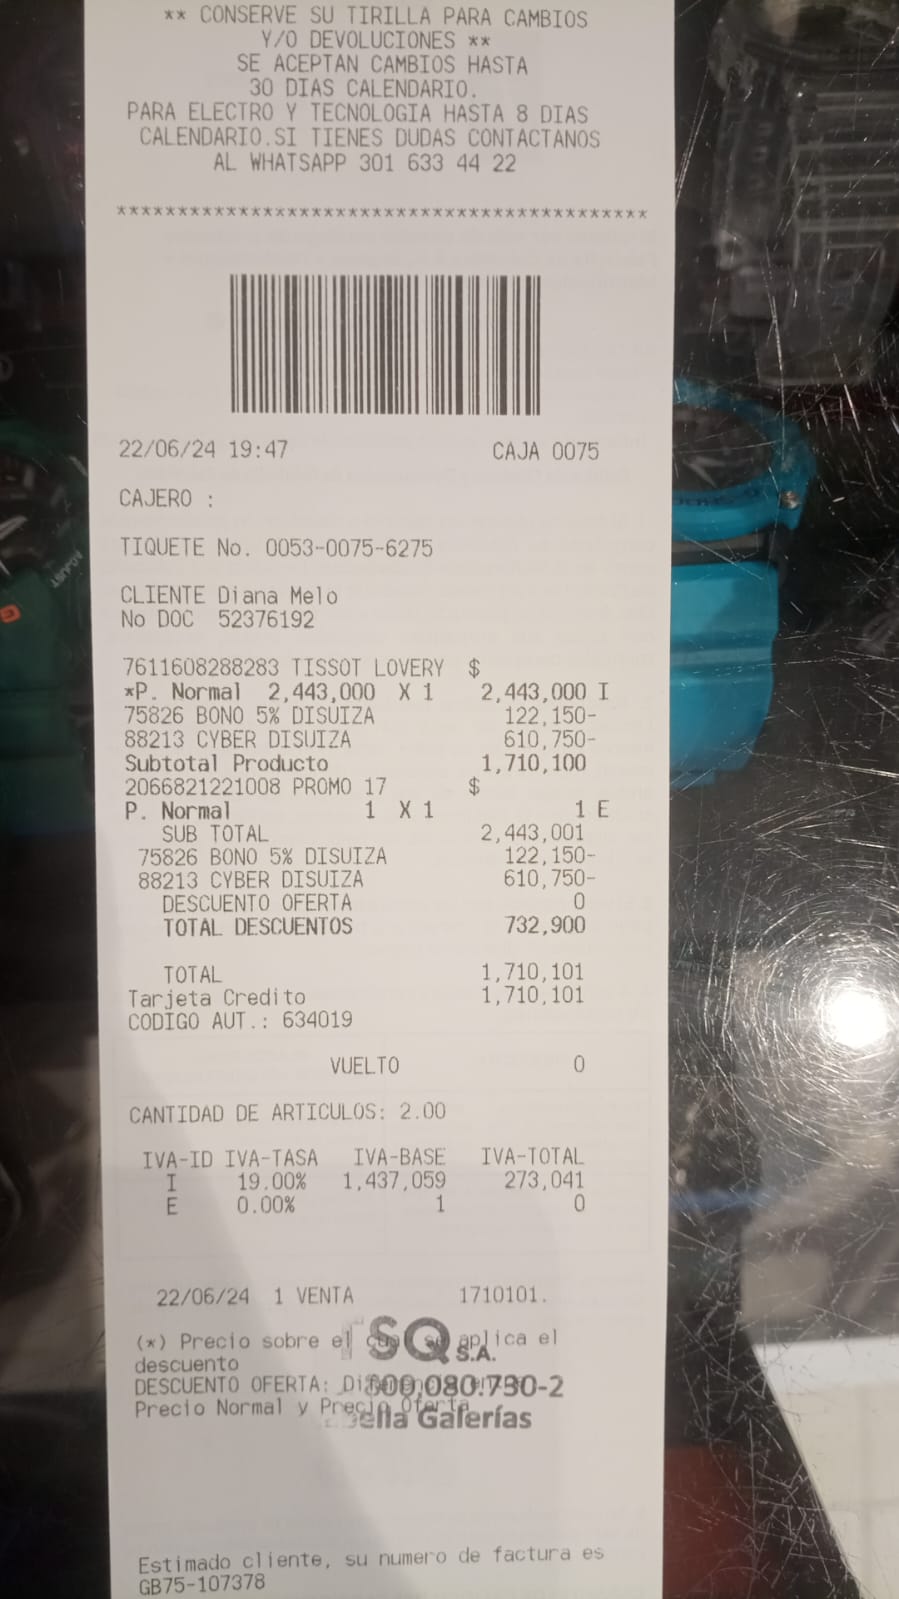 ** CONSERVE SU TIRILLA PARA CAMBIOS
Y/O DEVOLUCIONES **
SE ACEPTAN CAMBIOS HASTA
30 DIAS CALENDARIO.
PARA ELECTRO Y TECNOLOGIA HASTA 8 DIAS
CALENDARIO.SI TIENES DUDAS CONTACTANOS
AL WHATSAPP 301 633 44 22
********************************************
22/06/24 19:47 CAJA 0075
CAJERO :
TIQUETE No. 0053-0075-6275
CLIENTE Diana Melo
No DOC 52376192
7611608288283 TISSOT LOVERY $
*P. Normal 2,443,000 X 1 2,443,000 I
75826 BONO 5% DISUIZA 122,150-
88213 CYBER DISUIZA 610,750-
Subtotal Producto 1,710,100
2066821221008 PROMO 17 $
P. Normal 1 X 1 1 E
SUB TOTAL 2,443,001
75826 BONO 5% DISUIZA 122,150-
88213 CYBER DISUIZA 610,750-
DESCUENTO OFERTA 0
TOTAL DESCUENTOS 732,900
TOTAL 1,710,101
Tarjeta Credito 1,710,101
CODIGO AUT.: 634019
VUELTO 0
CANTIDAD DE ARTICULOS: 2.00
IVA-ID IVA-TASA IVA-BASE IVA-TOTAL
I 19.00% 1,437,059 273,041
E 0.00% 1 0
22/06/24 1 VENTA 1710101.
(*) Precio sobre el aplica el
SQ S.A.
descuento
DESCUENTO OFERTA:
Precio Normal y Precio Oferta
Galerías
Estimado cliente, su numero de factura es
GB75-107378
ADJUST